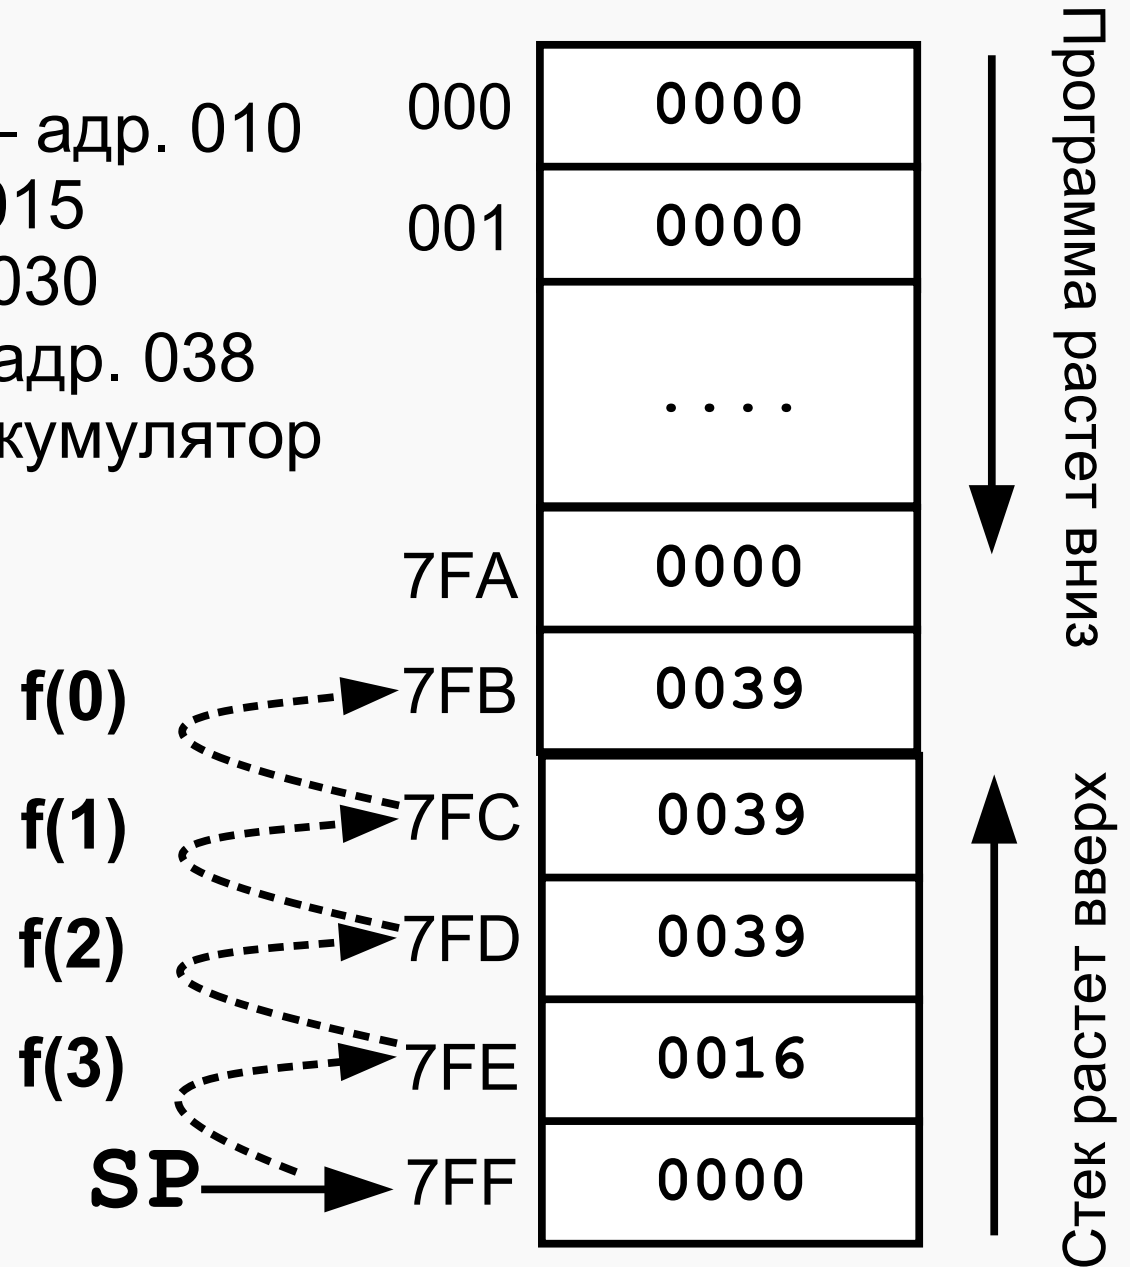 – адр. 010
015
030
адр. 038
кумулятор
000 0000
001 0000
. . . .
7FA 0000
f(0) 7FB 0039
f(1) 7FC 0039
f(2) 7FD 0039
f(3) 7FE 0016
SP 7FF 0000
Программа растет вниз
Стек растет вверх